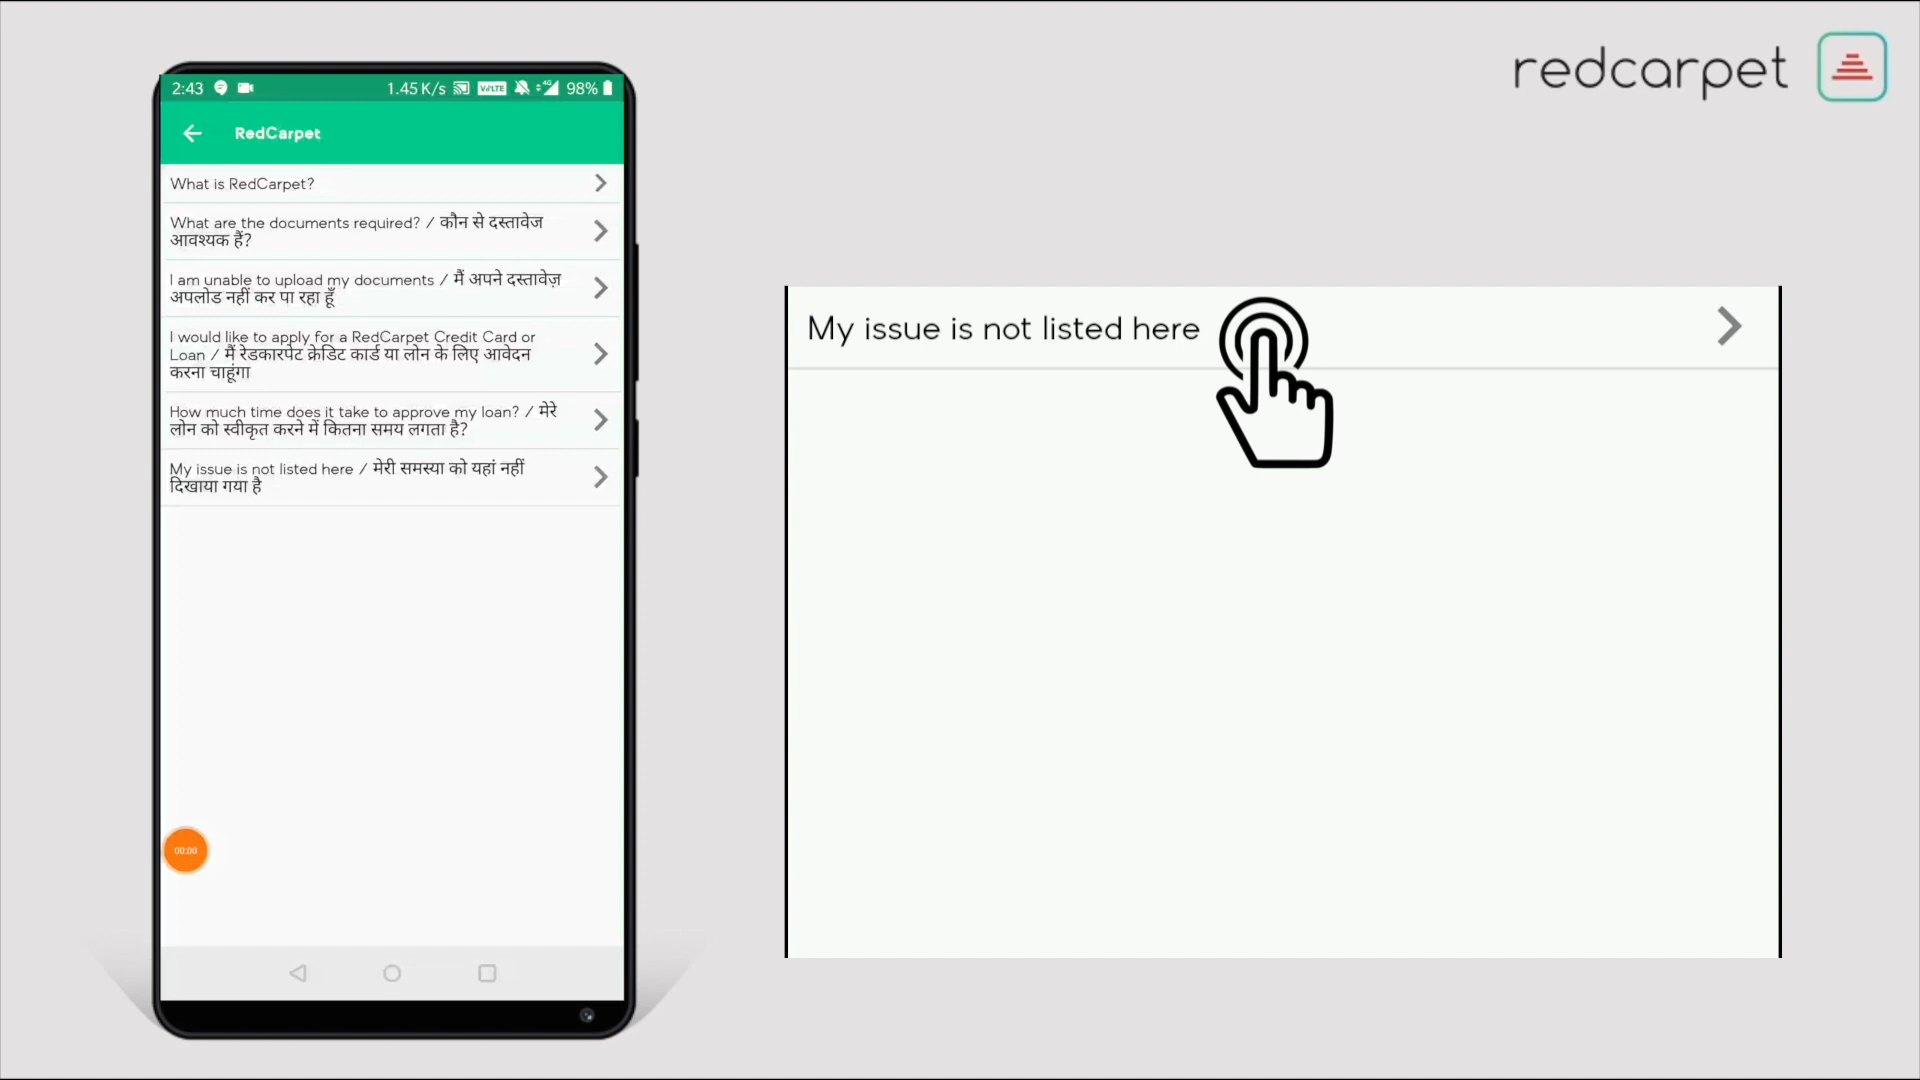 redcarpet
2:43
1.45 K/s VoLTE 4G 98%
RedCarpet
What is RedCarpet?
What are the documents required? / कौन से दस्तावेज
आवश्यक हैं?
I am unable to upload my documents / मैं अपने दस्तावेज़
अपलोड नहीं कर पा रहा हूँ
I would like to apply for a RedCarpet Credit Card or
Loan / मैं रेडकारपेट क्रेडिट कार्ड या लोन के लिए आवेदन
करना चाहूंगा
How much time does it take to approve my loan? / मेरे
लोन को स्वीकृत करने में कितना समय लगता है?
My issue is not listed here / मेरी समस्या को यहां नहीं
दिखाया गया है
00:00
My issue is not listed here